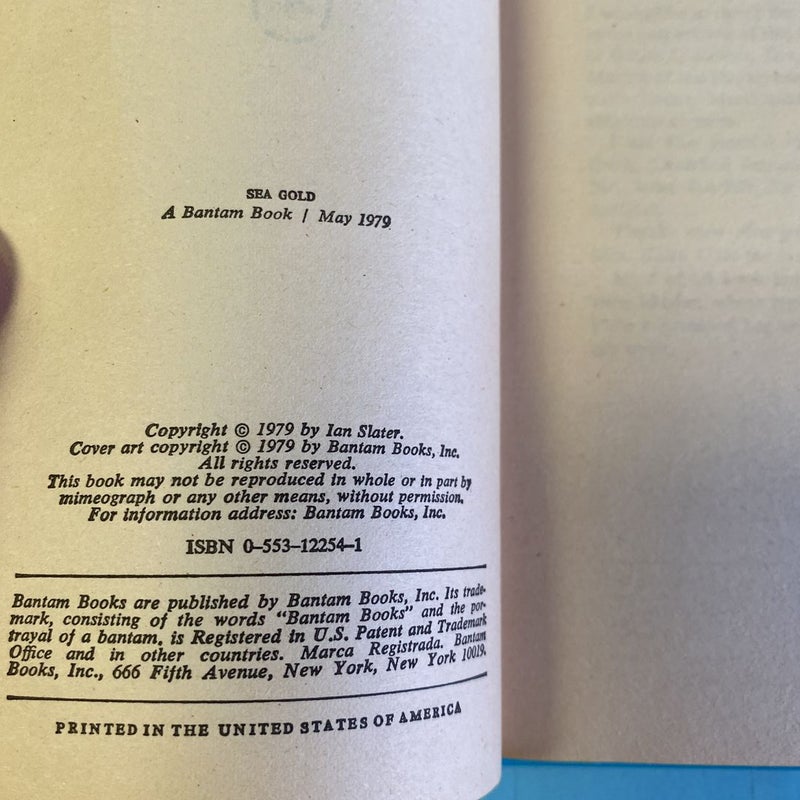 SEA GOLD
A Bantam Book / May 1979
Copyright © 1979 by Ian Slater.
Cover art copyright © 1979 by Bantam Books, Inc.
All rights reserved.
This book may not be reproduced in whole or in part by
mimeograph or any other means, without permission.
For information address: Bantam Books, Inc.
ISBN 0-553-12254-1
Bantam Books are published by Bantam Books, Inc. Its trade-
mark, consisting of the words "Bantam Books" and the por-
trayal of a bantam, is Registered in U.S. Patent and Trademark
Office and in other countries. Marca Registrada. Bantam
Books, Inc., 666 Fifth Avenue, New York, New York 10019.
PRINTED IN THE UNITED STATES OF AMERICA